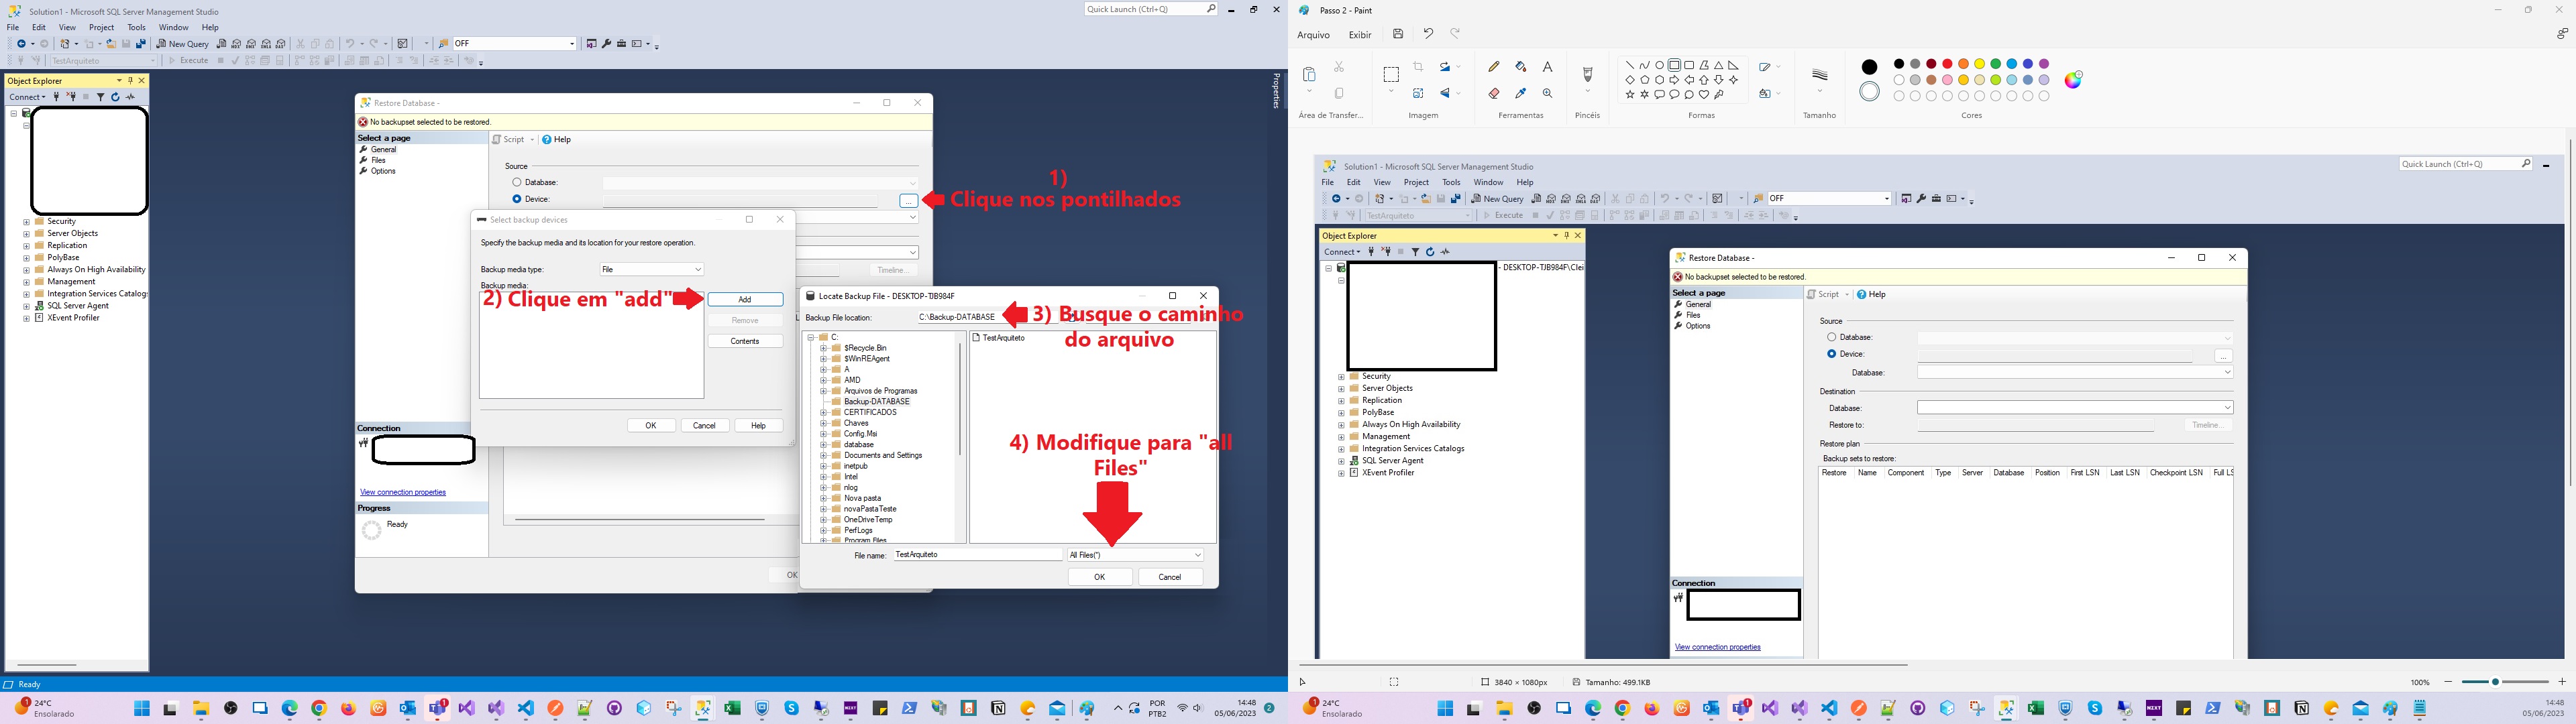 Solution1 - Microsoft SQL Server Management Studio
Quick Launch (Ctrl+Q)
File Edit View Project Tools Window Help
New Query
OFF
TestArquiteto
Execute
Object Explorer
Connect
Security
Server Objects
Replication
PolyBase
Always On High Availability
Management
Integration Services Catalogs
SQL Server Agent
XEvent Profiler
Properties
Restore Database -
No backupset selected to be restored.
Select a page
General
Files
Options
Script
Help
Source
Database:
Device:
...
Timeline...
Connection
View connection properties
Progress
Ready
OK
1)
Clique nos pontilhados
Select backup devices
Specify the backup media and its location for your restore operation.
Backup media type:
File
Backup media:
2) Clique em "add"
Add
Remove
Contents
OK
Cancel
Help
Locate Backup File - DESKTOP-TJB984F
Backup File location:
C:\Backup-DATABASE
3) Busque o caminho
do arquivo
C:
$Recycle.Bin
$WinREAgent
A
AMD
Arquivos de Programas
Backup-DATABASE
CERTIFICADOS
Chaves
Config.Msi
database
Documents and Settings
inetpub
Intel
nlog
Nova pasta
novaPastaTeste
OneDriveTemp
PerfLogs
Program Files
TestArquiteto
4) Modifique para "all
Files"
File name:
TestArquiteto
All Files(*)
OK
Cancel
Ready
24°C
Ensolarado
POR
PTB2
14:48
05/06/2023
Passo 2 - Paint
Arquivo Exibir
Área de Transfer...
Imagem
Ferramentas
Pincéis
Formas
Tamanho
Cores
Solution1 - Microsoft SQL Server Management Studio
Quick Launch (Ctrl+Q)
File Edit View Project Tools Window Help
New Query
OFF
TestArquiteto
Execute
Object Explorer
Connect
- DESKTOP-TJB984F\Clei
Security
Server Objects
Replication
PolyBase
Always On High Availability
Management
Integration Services Catalogs
SQL Server Agent
XEvent Profiler
Restore Database -
No backupset selected to be restored.
Select a page
General
Files
Options
Script
Help
Source
Database:
Device:
...
Database:
Destination
Database:
Restore to:
Timeline...
Restore plan
Backup sets to restore:
Restore Name Component Type Server Database Position First LSN Last LSN Checkpoint LSN Full LS
Connection
View connection properties
3840 × 1080px
Tamanho: 499.1KB
100%
24°C
Ensolarado
14:48
05/06/2023